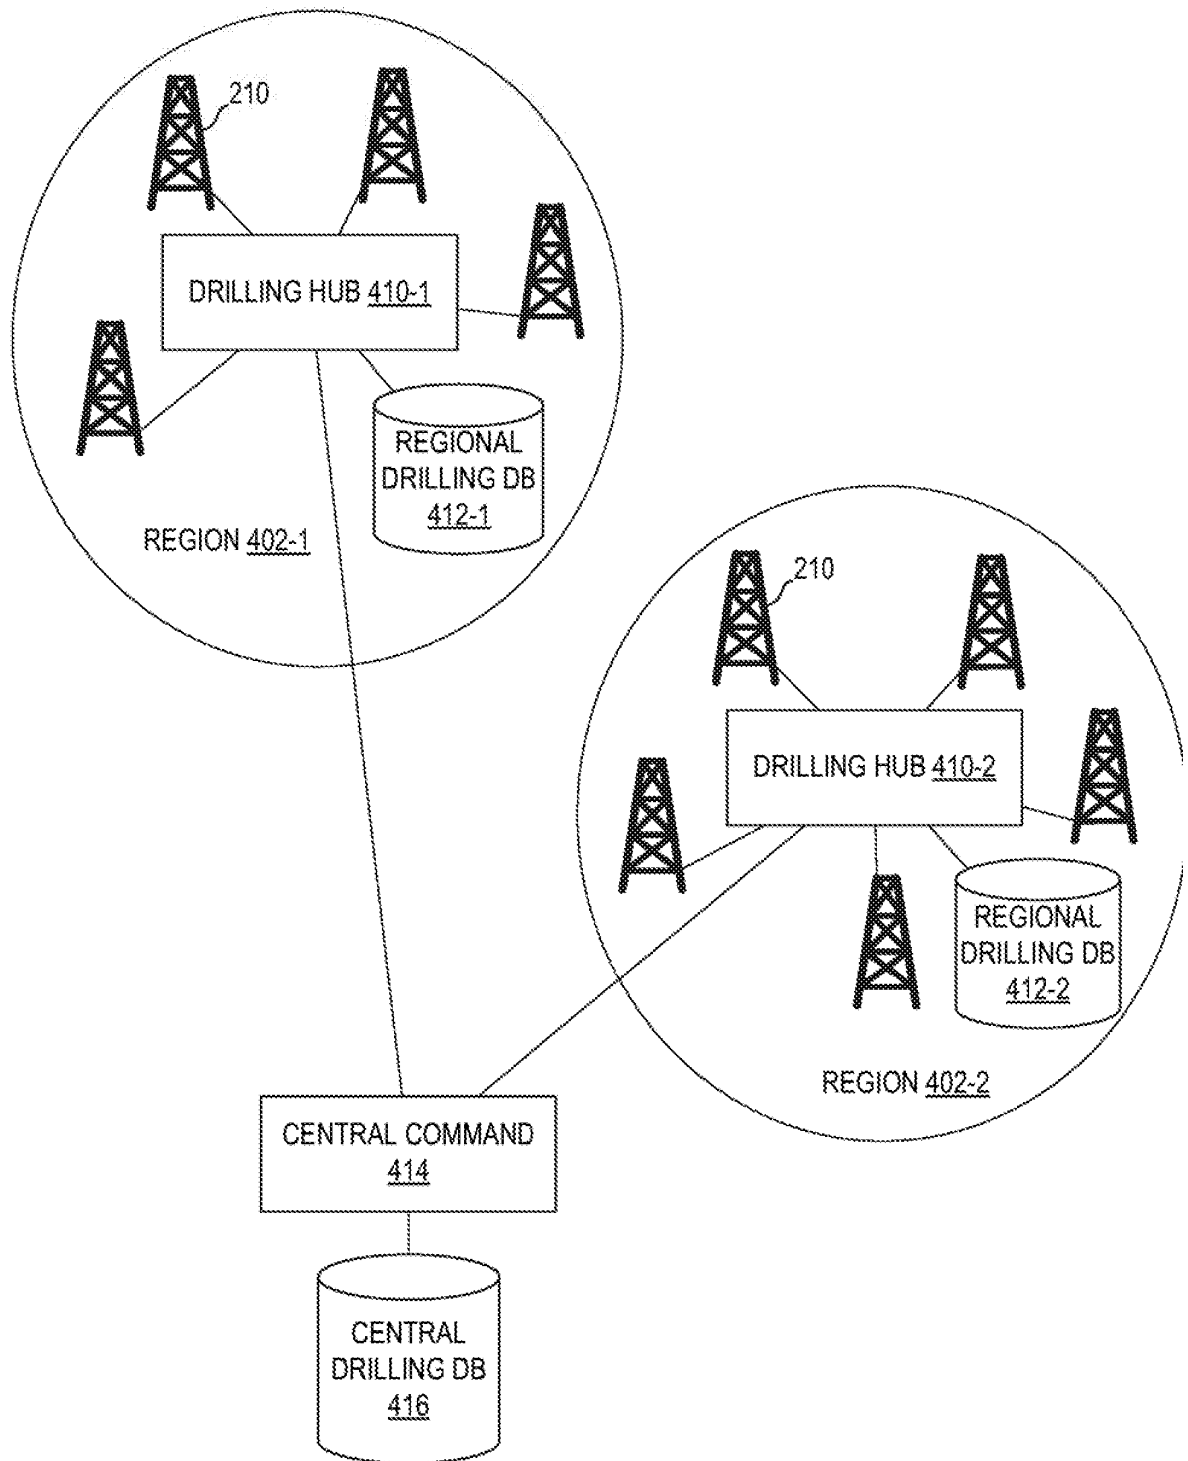 210
DRILLING HUB 410-1
REGIONAL
DRILLING DB
412-1
REGION 402-1
210
DRILLING HUB 410-2
REGIONAL
DRILLING DB
412-2
REGION 402-2
CENTRAL COMMAND
414
CENTRAL
DRILLING DB
416